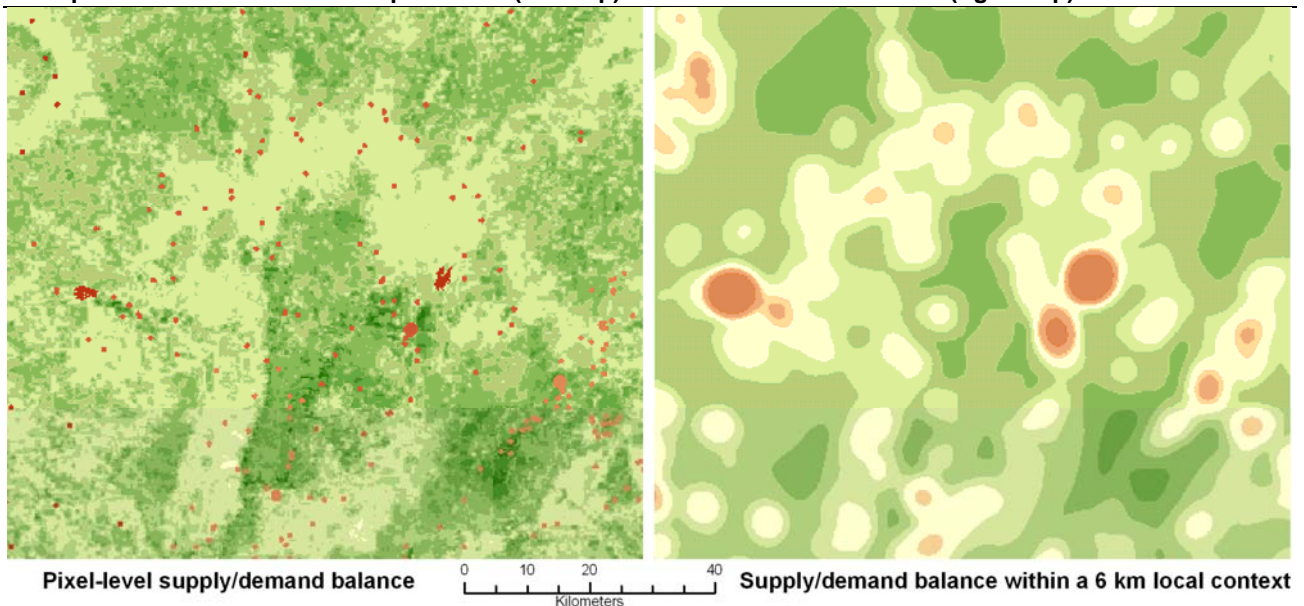 Pixel-level supply/demand balance
0 10 20 40
Kilometers
Supply/demand balance within a 6 km local context